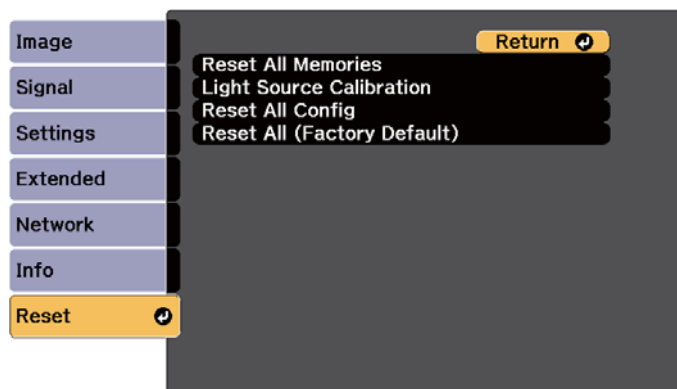 Image
Signal
Settings
Extended
Network
Info
Reset
Return
Reset All Memories
Light Source Calibration
Reset All Config
Reset All (Factory Default)